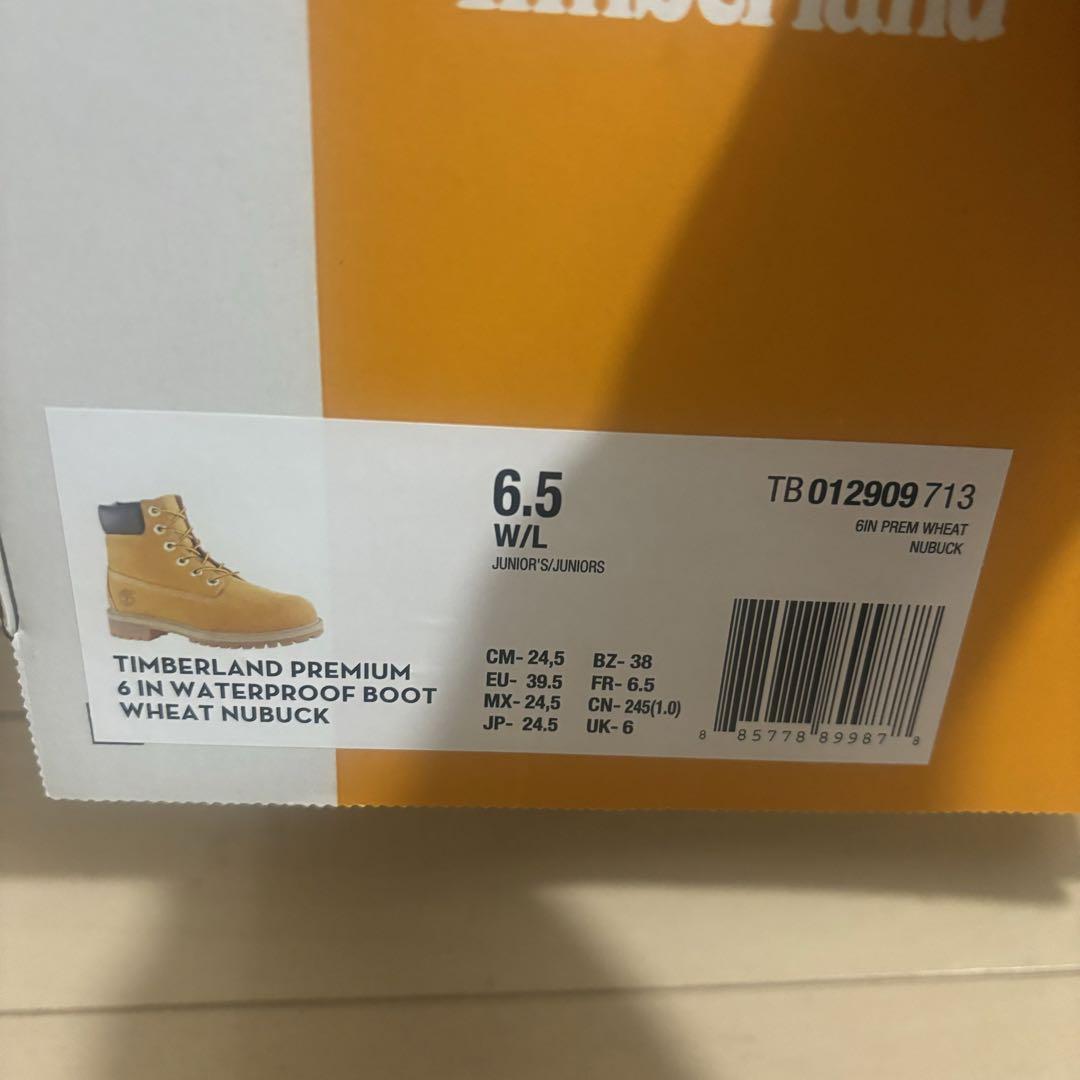 Timberland
6.5
W/L
JUNIOR'S/JUNIORS
TB 012909 713
6IN PREM WHEAT
NUBUCK
TIMBERLAND PREMIUM
6 IN WATERPROOF BOOT
WHEAT NUBUCK
CM- 24,5 BZ- 38
EU- 39.5 FR- 6.5
MX- 24,5 CN- 245(1.0)
JP- 24.5 UK- 6
8 85778 89987 8